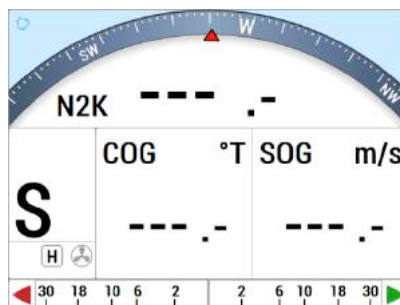 SW W NW
N2K ---.-
COG °T SOG m/s
S
---.- ---.-
H
30 18 10 6 2 2 6 10 18 30